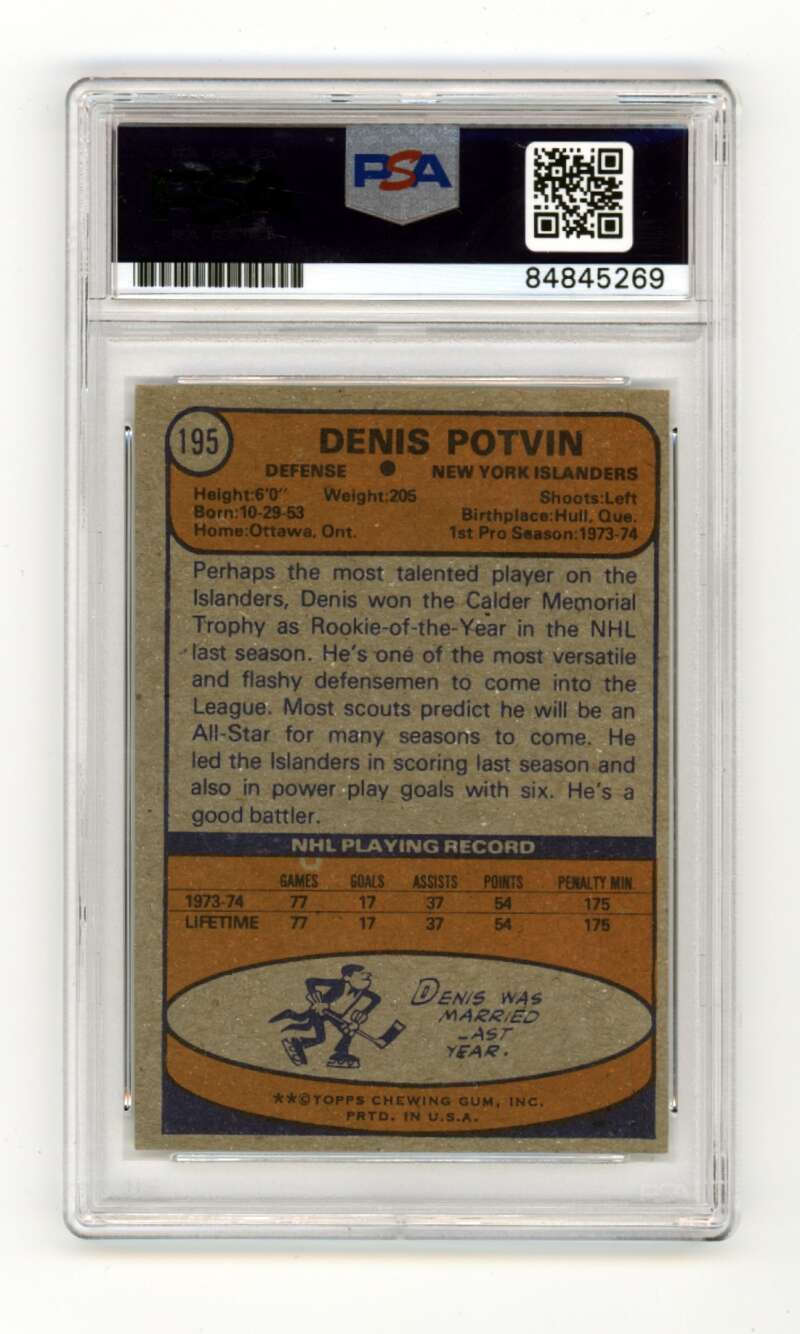 PSA
84845269
195
DENIS POTVIN
DEFENSE ● NEW YORK ISLANDERS
Height:6'0" Weight:205 Shoots:Left
Born:10-29-53 Birthplace:Hull, Que.
Home:Ottawa, Ont. 1st Pro Season:1973-74
Perhaps the most talented player on the
Islanders, Denis won the Calder Memorial
Trophy as Rookie-of-the-Year in the NHL
last season. He's one of the most versatile
and flashy defensemen to come into the
League. Most scouts predict he will be an
All-Star for many seasons to come. He
led the Islanders in scoring last season and
also in power play goals with six. He's a
good battler.
NHL PLAYING RECORD
GAMES GOALS ASSISTS POINTS PENALTY MIN.
1973-74 77 17 37 54 175
LIFETIME 77 17 37 54 175
DENIS WAS
MARRIED
LAST
YEAR.
**©TOPPS CHEWING GUM, INC.
PRTD. IN U.S.A.